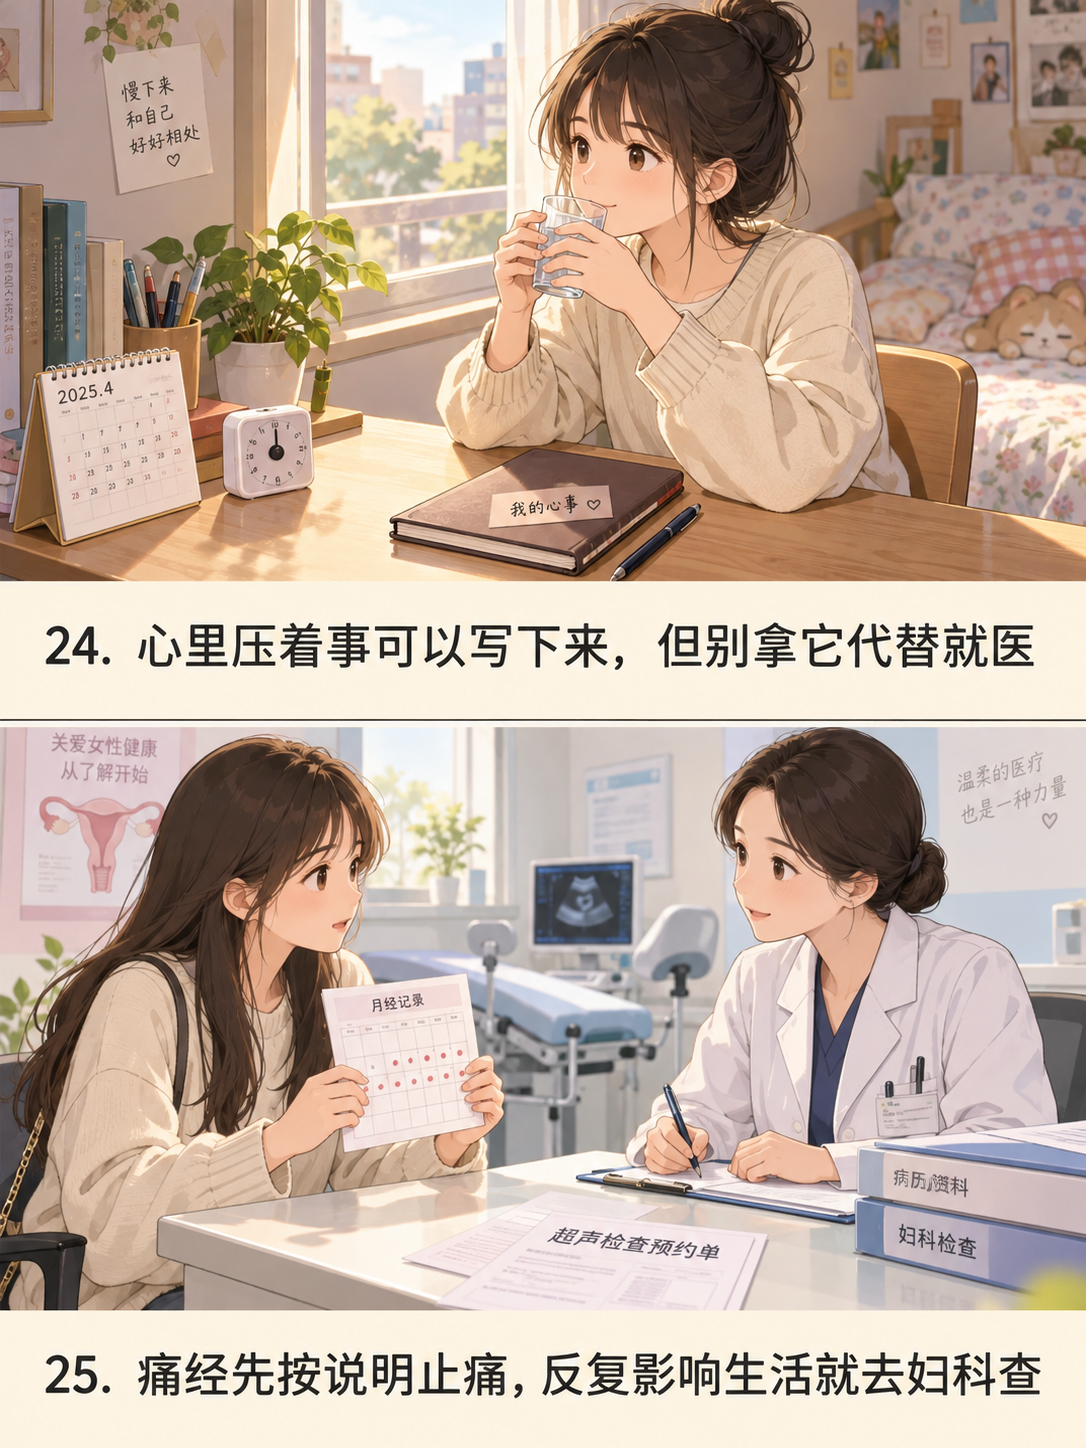 慢下来
和自己
好好相处
2025.4
我的心事
24. 心里压着事可以写下来，但别拿它代替就医
关爱女性健康
从了解开始
温柔的医疗
也是一种力量
月经记录
病历
资料
妇科检查
超声检查预约单
25. 痛经先按说明止痛，反复影响生活就去妇科查